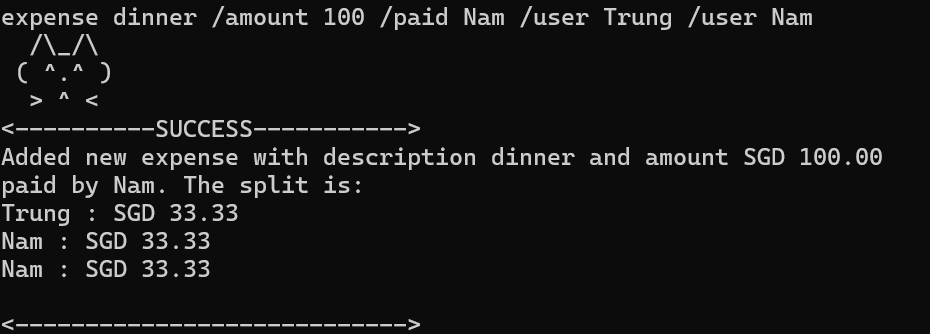 expense dinner /amount 100 /paid Nam /user Trung /user Nam
  /\_/\
 ( ^.^ )
  > ^ <
<----------SUCCESS----------->
Added new expense with description dinner and amount SGD 100.00
paid by Nam. The split is:
Trung : SGD 33.33
Nam : SGD 33.33
Nam : SGD 33.33
<---------------------------->